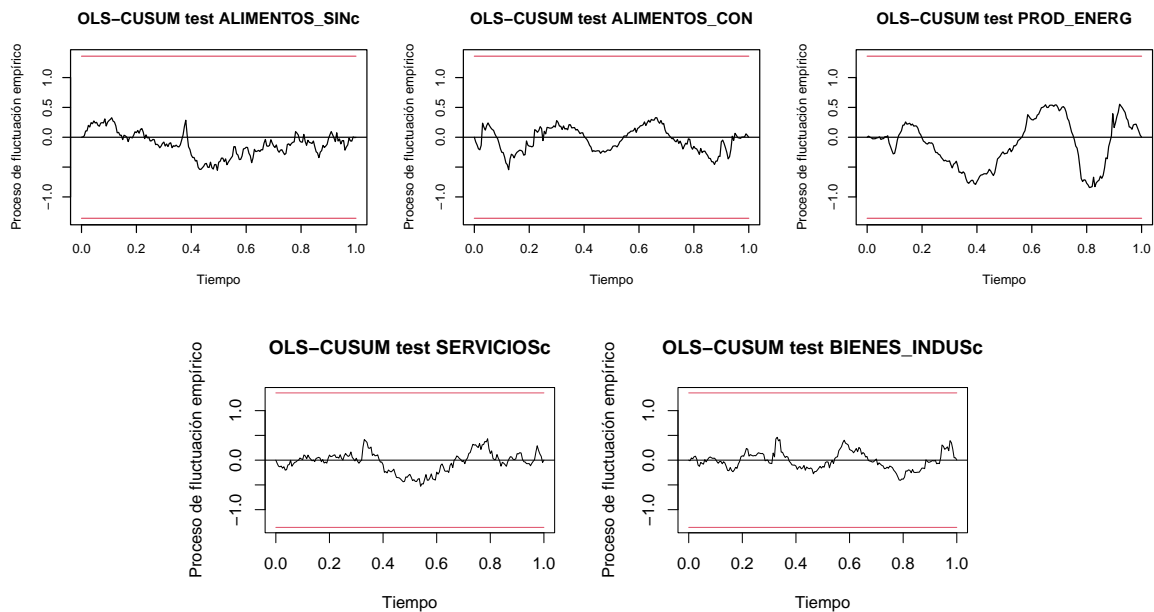 OLS−CUSUM test ALIMENTOS_SINc
Proceso de fluctuación empírico
1.0
0.5
0.0
−1.0
0.0 0.2 0.4 0.6 0.8 1.0
Tiempo
OLS−CUSUM test ALIMENTOS_CON
Proceso de fluctuación empírico
1.0
0.5
0.0
−1.0
0.0 0.2 0.4 0.6 0.8 1.0
Tiempo
OLS−CUSUM test PROD_ENERG
Proceso de fluctuación empírico
1.0
0.5
0.0
−1.0
0.0 0.2 0.4 0.6 0.8 1.0
Tiempo
OLS−CUSUM test SERVICIOSc
Proceso de fluctuación empírico
1.0
0.0
−1.0
0.0 0.2 0.4 0.6 0.8 1.0
Tiempo
OLS−CUSUM test BIENES_INDUSc
Proceso de fluctuación empírico
1.0
0.0
−1.0
0.0 0.2 0.4 0.6 0.8 1.0
Tiempo